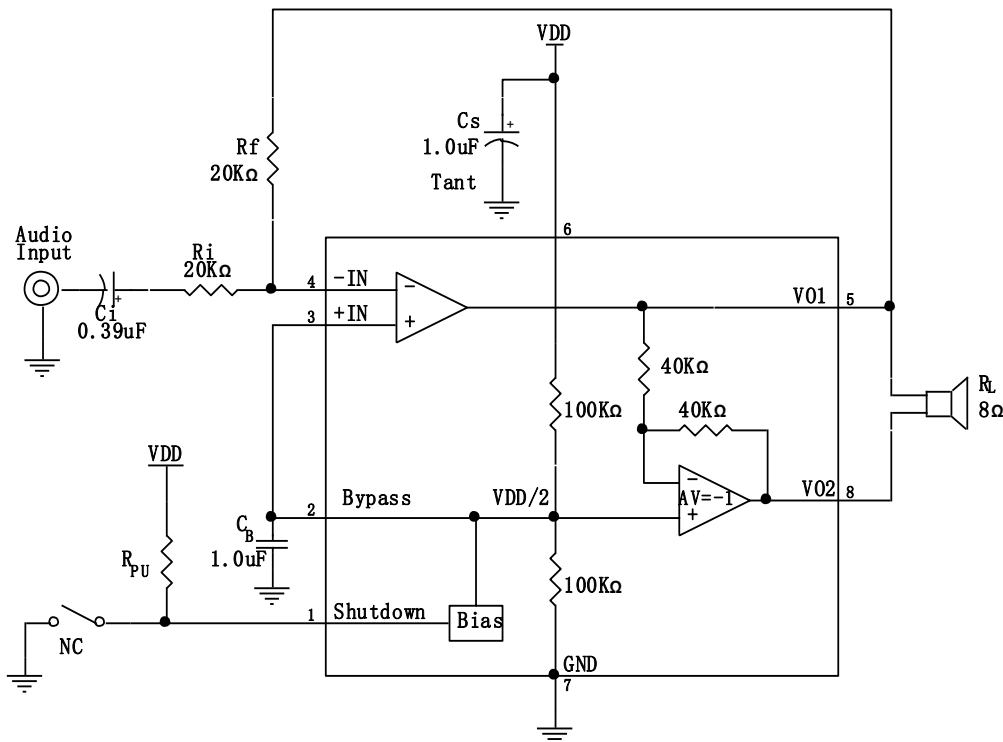 VDD
Cs
1.0uF
Tant
+
Rf
20KΩ
6
Audio
Input
Ri
20KΩ
Ci
0.39uF
+
4
-IN
3
+IN
-
+
VO1
5
40KΩ
40KΩ
100KΩ
RL
8Ω
VDD
2
Bypass
VDD/2
-
AV=-1
+
VO2
8
CB
1.0uF
RPU
100KΩ
1
Shutdown
Bias
NC
GND
7